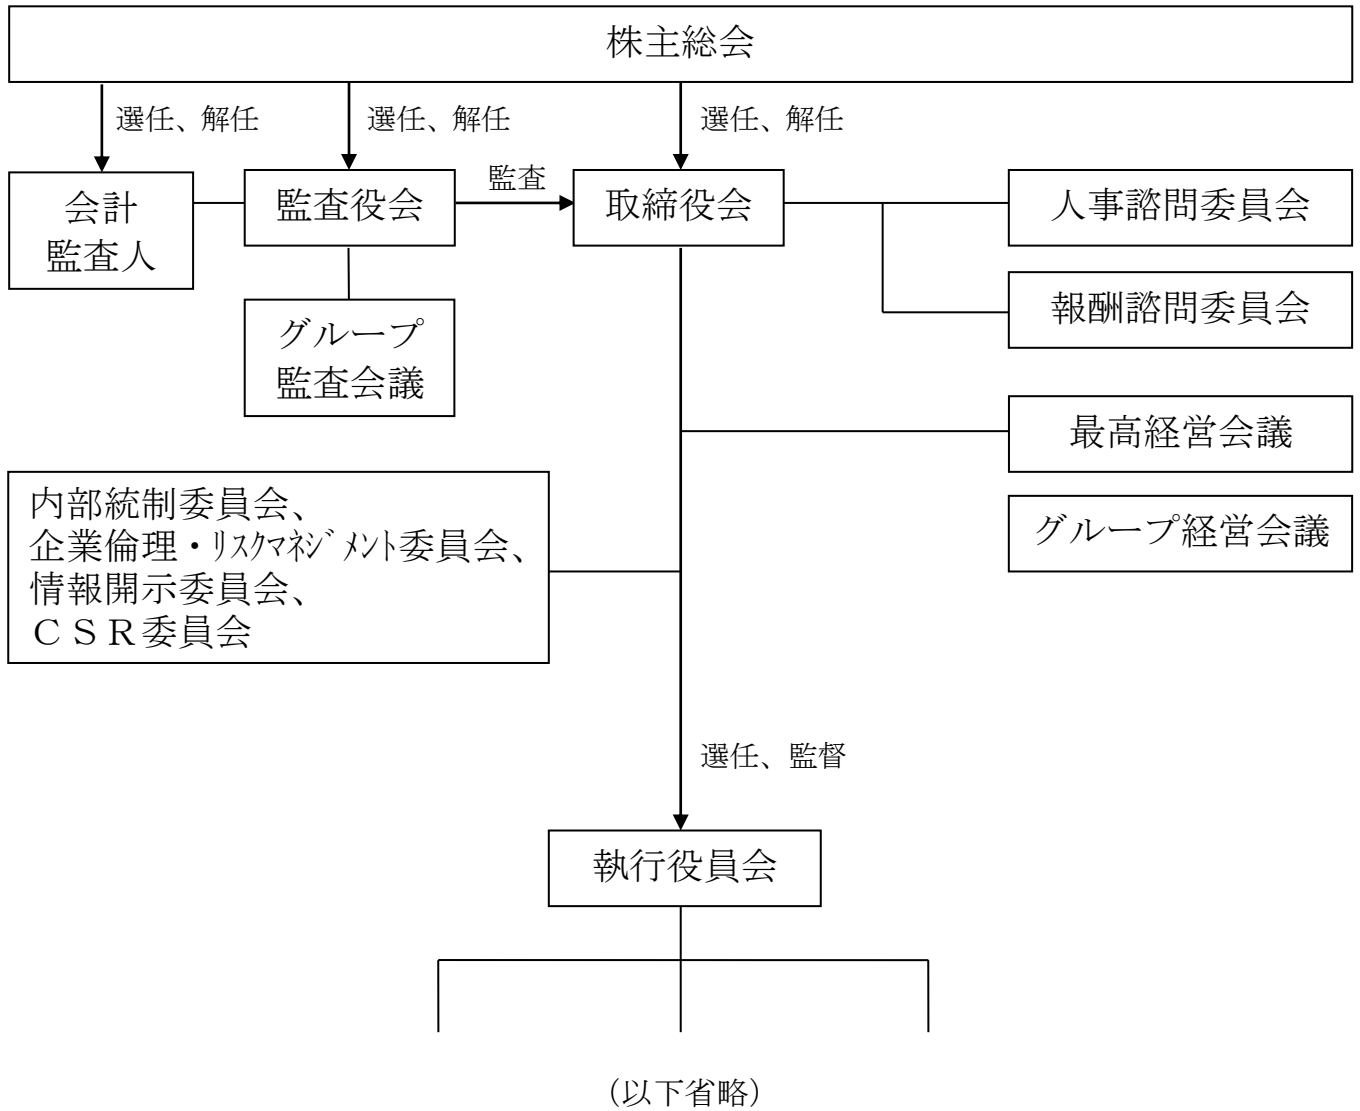 株主総会
選任、解任
選任、解任
選任、解任
会計
監査人
監査役会
監査
取締役会
人事諮問委員会
報酬諮問委員会
グループ
監査会議
最高経営会議
グループ経営会議
内部統制委員会、
企業倫理・ﾘｽｸﾏﾈｼﾞﾒﾝﾄ委員会、
情報開示委員会、
ＣＳＲ委員会
選任、監督
執行役員会
（以下省略）